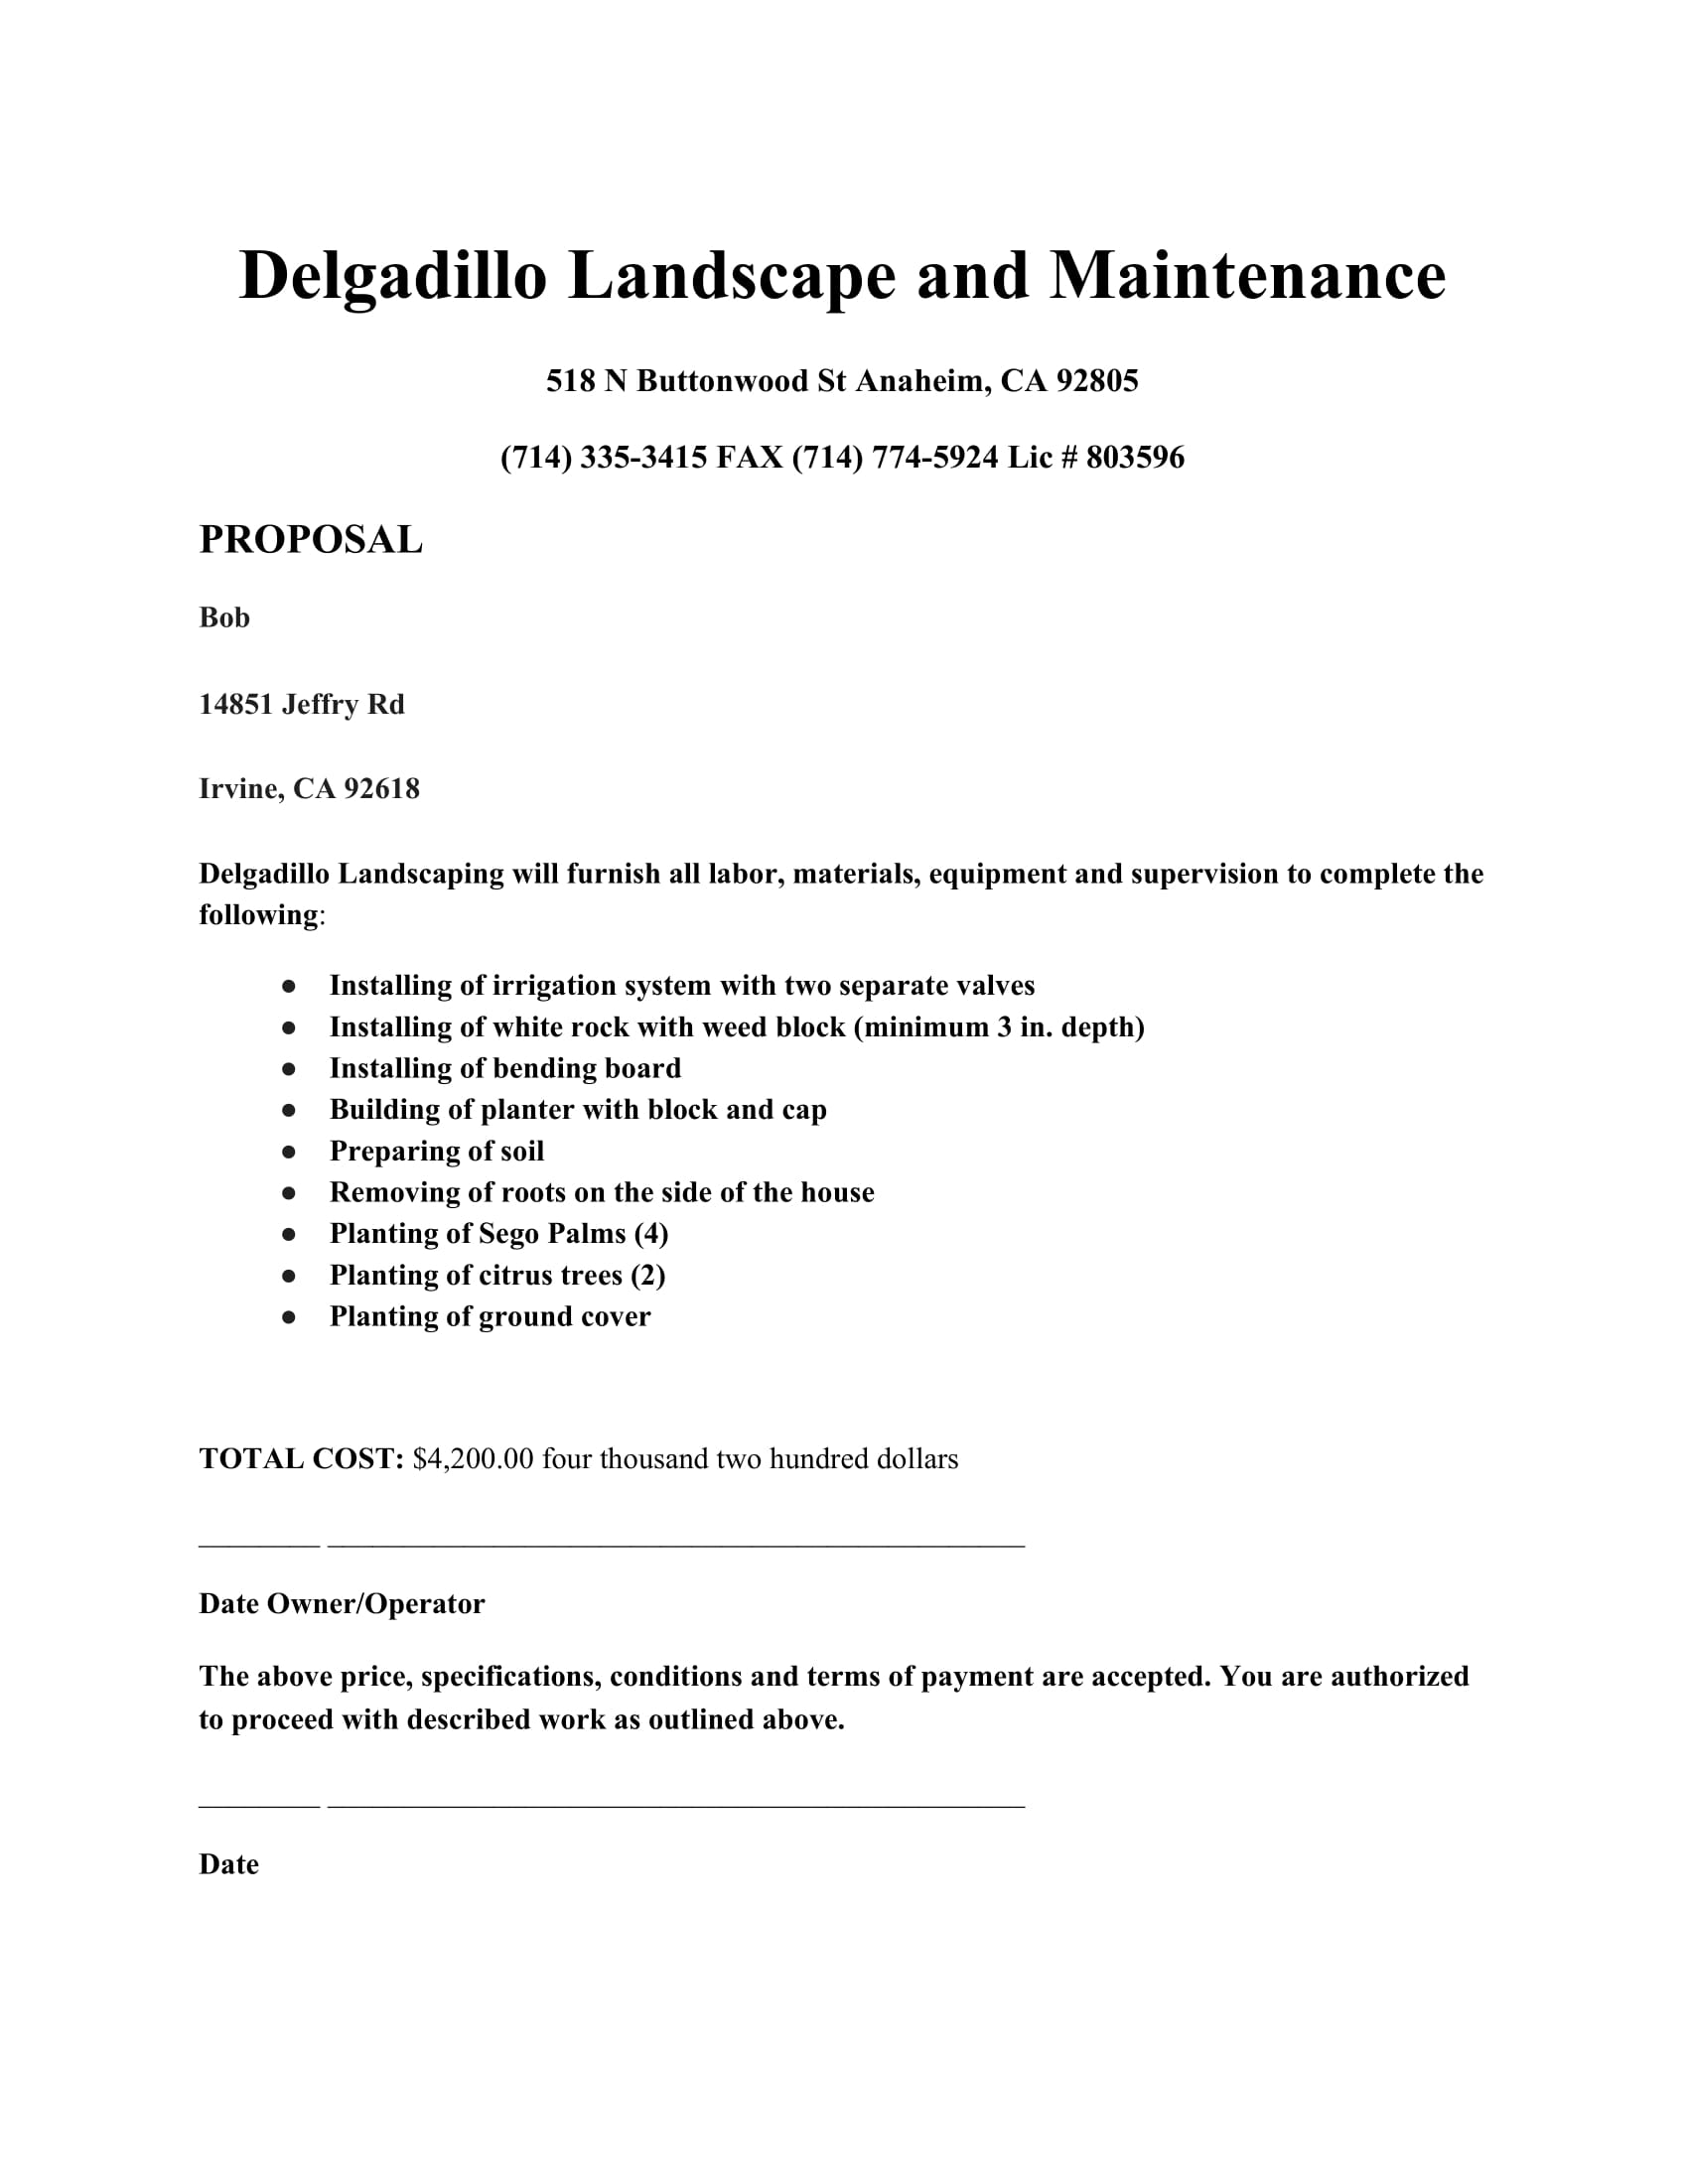 Delgadillo Landscape and Maintenance
518 N Buttonwood St Anaheim, CA 92805
(714) 335-3415 FAX (714) 774-5924 Lic # 803596
PROPOSAL
Bob
14851 Jeffry Rd
Irvine, CA 92618
Delgadillo Landscaping will furnish all labor, materials, equipment and supervision to complete the
following:
● Installing of irrigation system with two separate valves
● Installing of white rock with weed block (minimum 3 in. depth)
● Installing of bending board
● Building of planter with block and cap
● Preparing of soil
● Removing of roots on the side of the house
● Planting of Sego Palms (4)
● Planting of citrus trees (2)
● Planting of ground cover
TOTAL COST: $4,200.00 four thousand two hundred dollars
________ ______________________________________________
Date Owner/Operator
The above price, specifications, conditions and terms of payment are accepted. You are authorized
to proceed with described work as outlined above.
________ ______________________________________________
Date